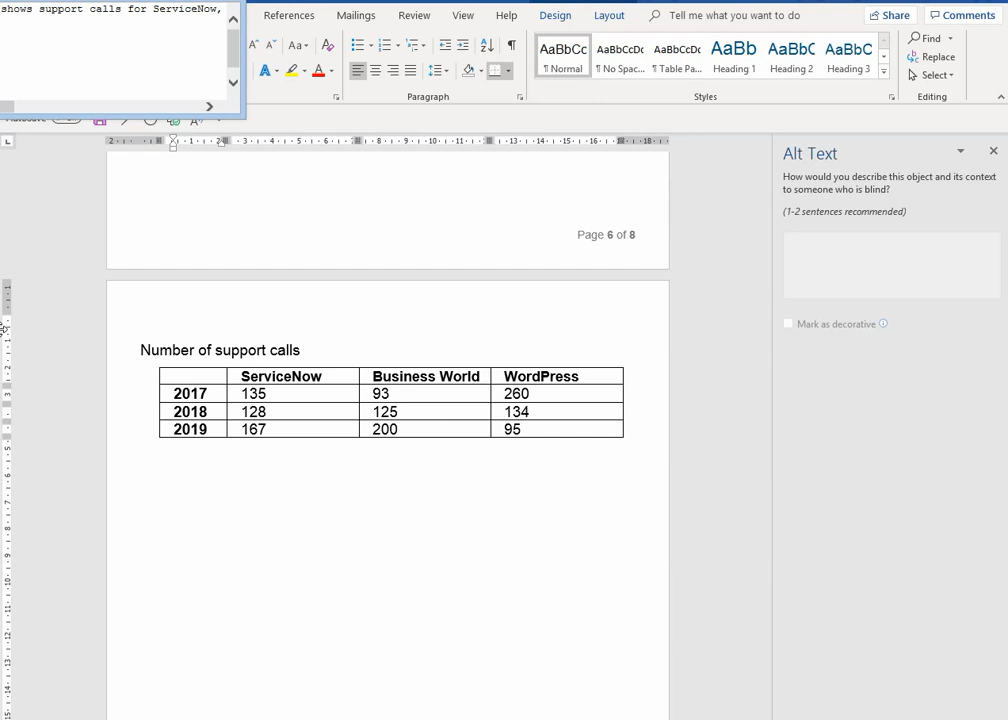 shows support calls for ServiceNow,
References Mailings Review View Help Design Layout Tell me what you want to do Share Comments
Aa
AaBbCc AaBbCcDc AaBbCcDc AaBb AaBbC AaBbC
¶ Normal ¶ No Spac... ¶ Table Pa... Heading 1 Heading 2 Heading 3
Find
Replace
Select
Paragraph Styles Editing
Alt Text
How would you describe this object and its context
to someone who is blind?
(1-2 sentences recommended)
Mark as decorative
Page 6 of 8
Number of support calls
ServiceNow Business World WordPress
2017 135 93 260
2018 128 125 134
2019 167 200 95